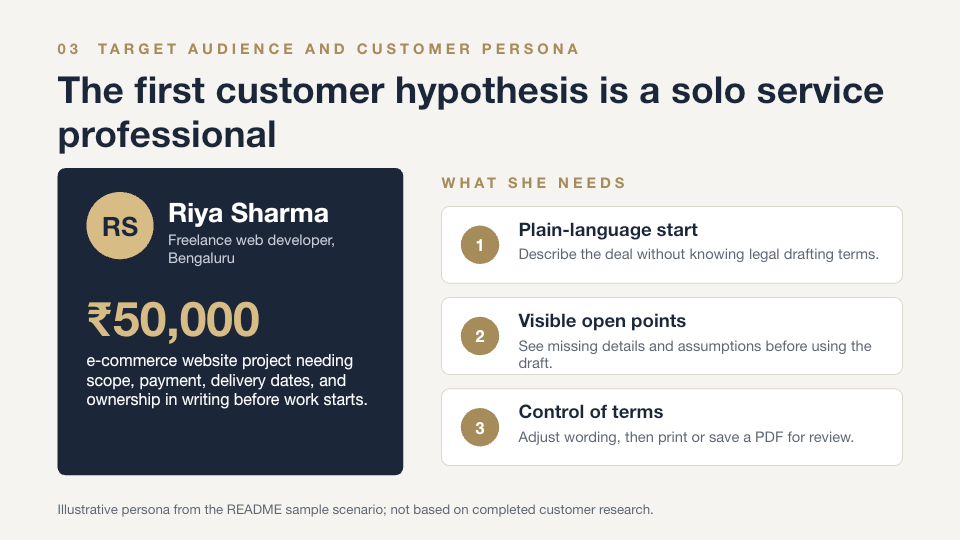 03 TARGET AUDIENCE AND CUSTOMER PERSONA
The first customer hypothesis is a solo service
professional
RS
Riya Sharma
Freelance web developer,
Bengaluru
₹50,000
e-commerce website project needing
scope, payment, delivery dates, and
ownership in writing before work starts.
WHAT SHE NEEDS
1
Plain-language start
Describe the deal without knowing legal drafting terms.
2
Visible open points
See missing details and assumptions before using the
draft.
3
Control of terms
Adjust wording, then print or save a PDF for review.
Illustrative persona from the README sample scenario; not based on completed customer research.